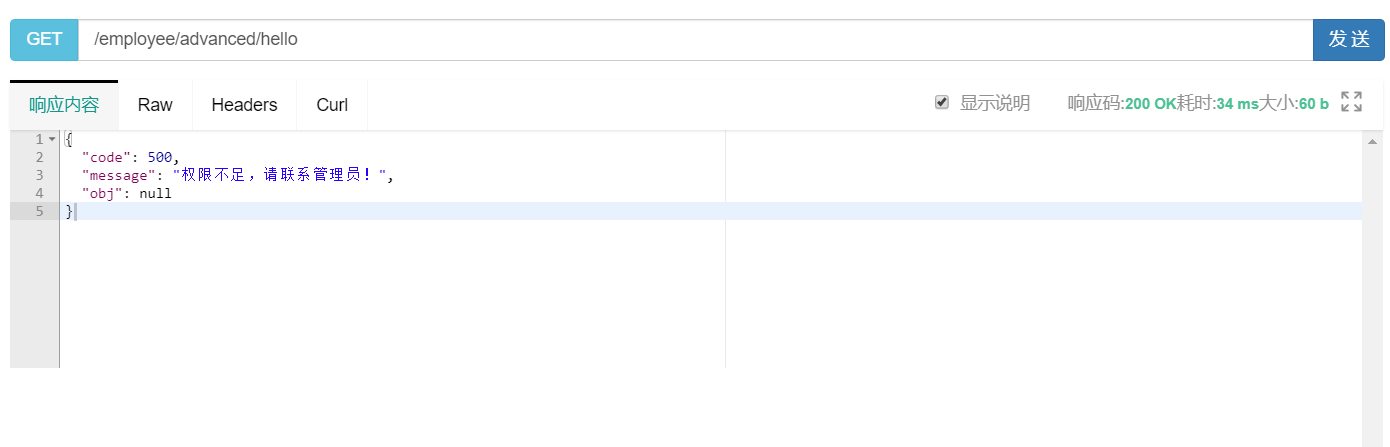 GET /employee/advanced/hello 发 送
响应内容 Raw Headers Curl 显示说明 响应码:200 OK耗时:34 ms大小:60 b
1 {
2 "code": 500,
3 "message": "权限不足，请联系管理员！",
4 "obj": null
5 }